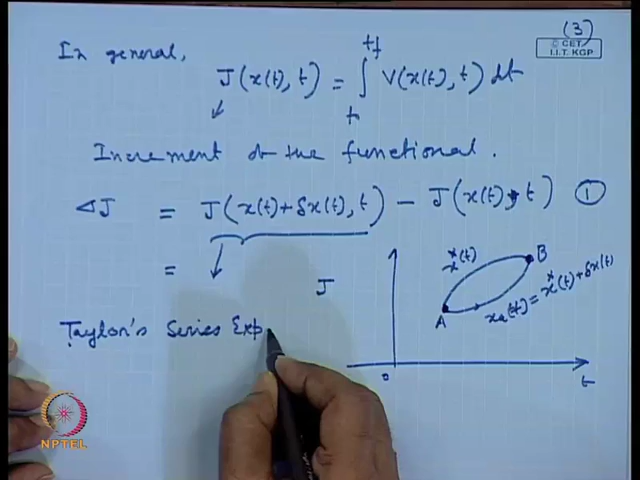 (3)
© CET
I.I.T. KGP
In general,
J(x(t), t) = ∫ V(x(t), t) dt
tf
t
Increment of the functional.
ΔJ = J(x(t)+δx(t), t) − J(x(t), t) ①
=
J
x*(t)
B
A
xa(t) = x*(t)+δx(t)
0
t
Taylor's Series Exp
NPTEL